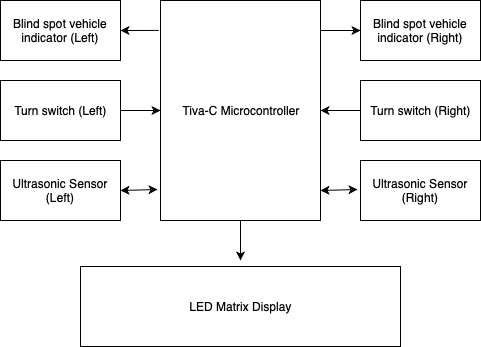 Blind spot vehicle
indicator (Left)
Blind spot vehicle
indicator (Right)
Turn switch (Left)
Tiva-C Microcontroller
Turn switch (Right)
Ultrasonic Sensor
(Left)
Ultrasonic Sensor
(Right)
LED Matrix Display